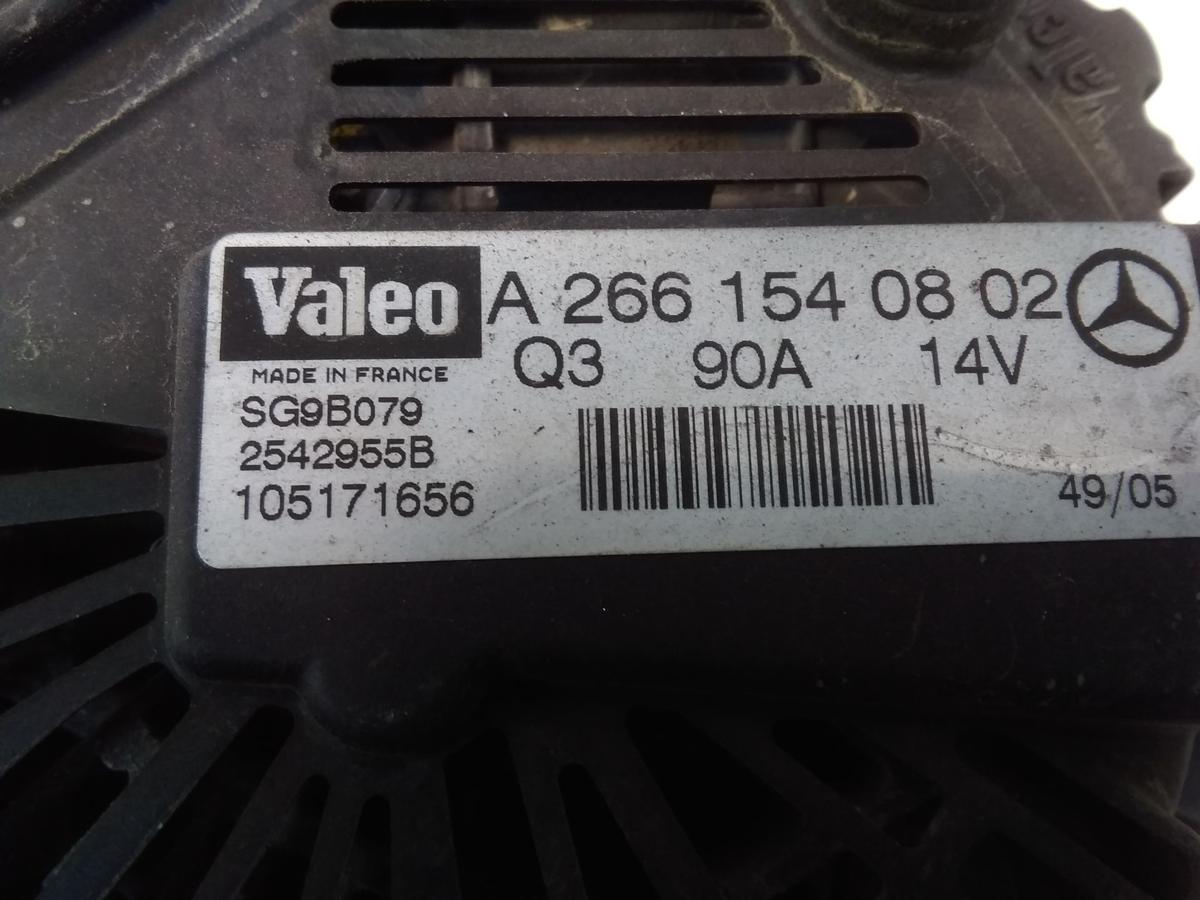 Valeo A 266 154 08 02
MADE IN FRANCE Q3 90A 14V
SG9B079
2542955B
105171656
49/05